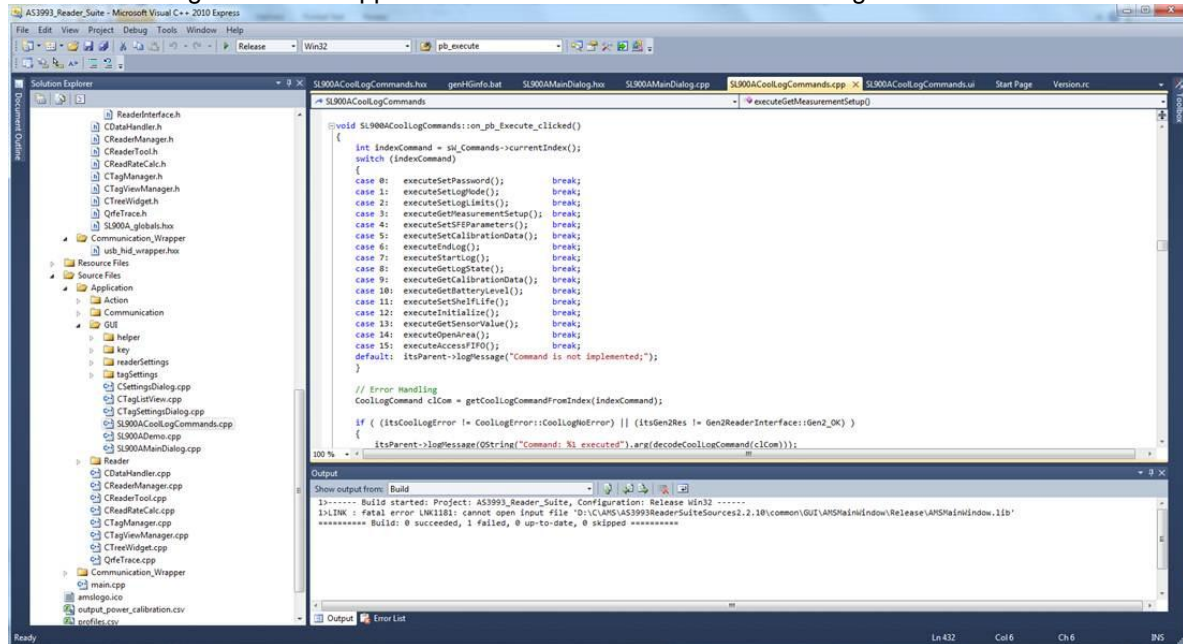 AS3993_Reader_Suite - Microsoft Visual C++ 2010 Express
File Edit View Project Debug Tools Window Help
Release Win32 pb_execute
Solution Explorer
SL900ACoolLogCommands.hxx genHGinfo.bat SL900AMainDialog.hxx SL900AMainDialog.cpp SL900ACoolLogCommands.cpp SL900ACoolLogCommands.ui Start Page Version.rc
Document Outline
Toolbox
SL900ACoolLogCommands executeGetMeasurementSetup()
ReaderInterface.h
CDataHandler.h
CReaderManager.h
CReaderTool.h
CReadRateCalc.h
CTagManager.h
CTagViewManager.h
CTreeWidget.h
QrfeTrace.h
SL900A_globals.hxx
Communication_Wrapper
usb_hid_wrapper.hxx
Resource Files
Source Files
Application
Action
Communication
GUI
helper
key
readerSettings
tagSettings
CSettingsDialog.cpp
CTagListView.cpp
CTagSettingsDialog.cpp
SL900ACoolLogCommands.cpp
SL900ADemo.cpp
SL900AMainDialog.cpp
Reader
CDataHandler.cpp
CReaderManager.cpp
CReaderTool.cpp
CReadRateCalc.cpp
CTagManager.cpp
CTagViewManager.cpp
CTreeWidget.cpp
QrfeTrace.cpp
Communication_Wrapper
main.cpp
amslogo.ico
output_power_calibration.csv
profiles.csv
void SL900ACoolLogCommands::on_pb_Execute_clicked()
{
int indexCommand = sW_Commands->currentIndex();
switch (indexCommand)
{
case 0: executeSetPassword(); break;
case 1: executeSetLogMode(); break;
case 2: executeSetLogLimits(); break;
case 3: executeGetMeasurementSetup(); break;
case 4: executeSetSFEParameters(); break;
case 5: executeSetCalibrationData(); break;
case 6: executeEndLog(); break;
case 7: executeStartLog(); break;
case 8: executeGetLogState(); break;
case 9: executeGetCalibrationData(); break;
case 10: executeGetBatteryLevel(); break;
case 11: executeSetShelfLife(); break;
case 12: executeInitialize(); break;
case 13: executeGetSensorValue(); break;
case 14: executeOpenArea(); break;
case 15: executeAccessFIFO(); break;
default: itsParent->logMessage("Command is not implemented;");
}
// Error Handling
CoolLogCommand clCom = getCoolLogCommandFromIndex(indexCommand);
if ( (itsCoolLogError != CoolLogError::CoolLogNoError) || (itsGen2Res != Gen2ReaderInterface::Gen2_OK) )
{
itsParent->logMessage(QString("Command: %1 executed").arg(decodeCoolLogCommand(clCom)));
100 %
Output
Show output from: Build
1>------ Build started: Project: AS3993_Reader_Suite, Configuration: Release Win32 ------
1>LINK : fatal error LNK1181: cannot open input file 'D:\C\AMS\AS3993ReaderSuiteSources2.2.10\common\GUI\AMSMainWindow\Release\AMSMainWindow.lib'
========== Build: 0 succeeded, 1 failed, 0 up-to-date, 0 skipped ==========
Output Error List
Ready Ln 432 Col 6 Ch 6 INS